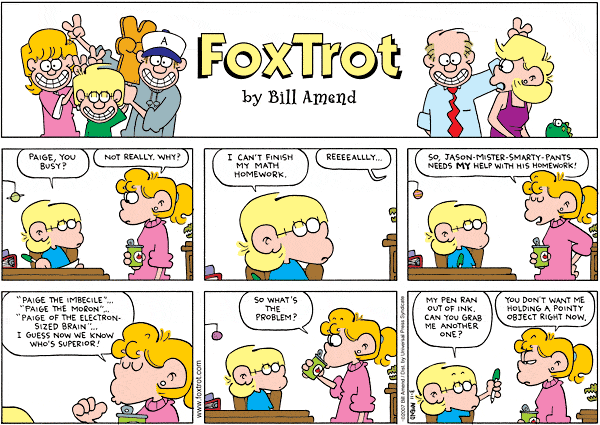 FOXTROT
by Bill Amend
A
PAIGE, YOU
BUSY?
NOT REALLY. WHY?
I CAN'T FINISH
MY MATH
HOMEWORK.
REEEEALLLY...
SO, JASON-MISTER-SMARTY-PANTS
NEEDS MY HELP WITH HIS HOMEWORK!
"PAIGE THE IMBECILE"...
"PAIGE THE MORON"...
"PAIGE OF THE ELECTRON-
SIZED BRAIN"...
I GUESS NOW WE KNOW
WHO'S SUPERIOR!
www.foxtrot.com
SO WHAT'S
THE
PROBLEM?
©2007 Bill Amend / Dist. by Universal Press Syndicate
MY PEN RAN
OUT OF INK.
CAN YOU GRAB
ME ANOTHER
ONE?
YOU DON'T WANT ME
HOLDING A POINTY
OBJECT RIGHT NOW.